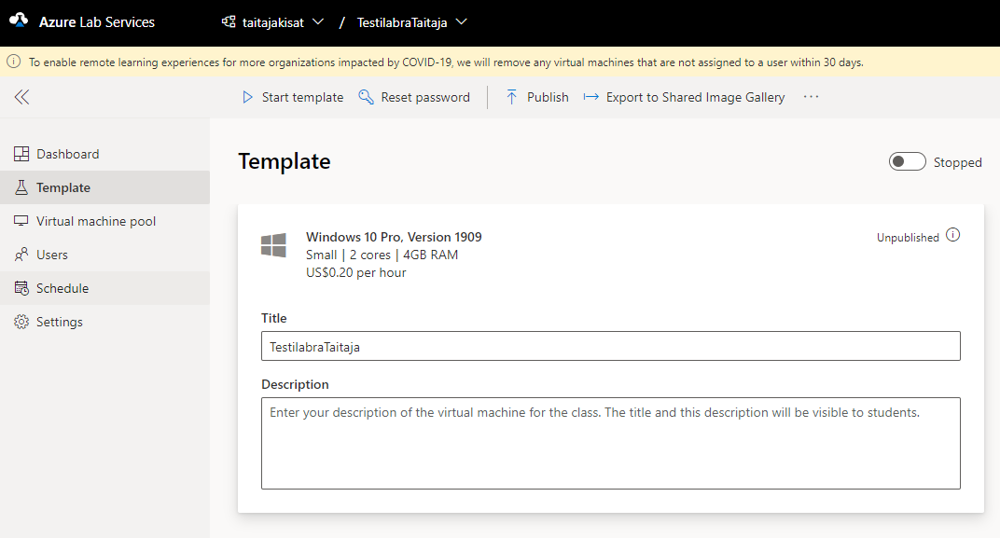 Azure Lab Services taitajakisat / TestilabraTaitaja
To enable remote learning experiences for more organizations impacted by COVID-19, we will remove any virtual machines that are not assigned to a user within 30 days.
Start template Reset password Publish Export to Shared Image Gallery ...
Dashboard
Template
Virtual machine pool
Users
Schedule
Settings
Template
Stopped
Windows 10 Pro, Version 1909
Unpublished
Small | 2 cores | 4GB RAM
US$0.20 per hour
Title
TestilabraTaitaja
Description
Enter your description of the virtual machine for the class. The title and this description will be visible to students.